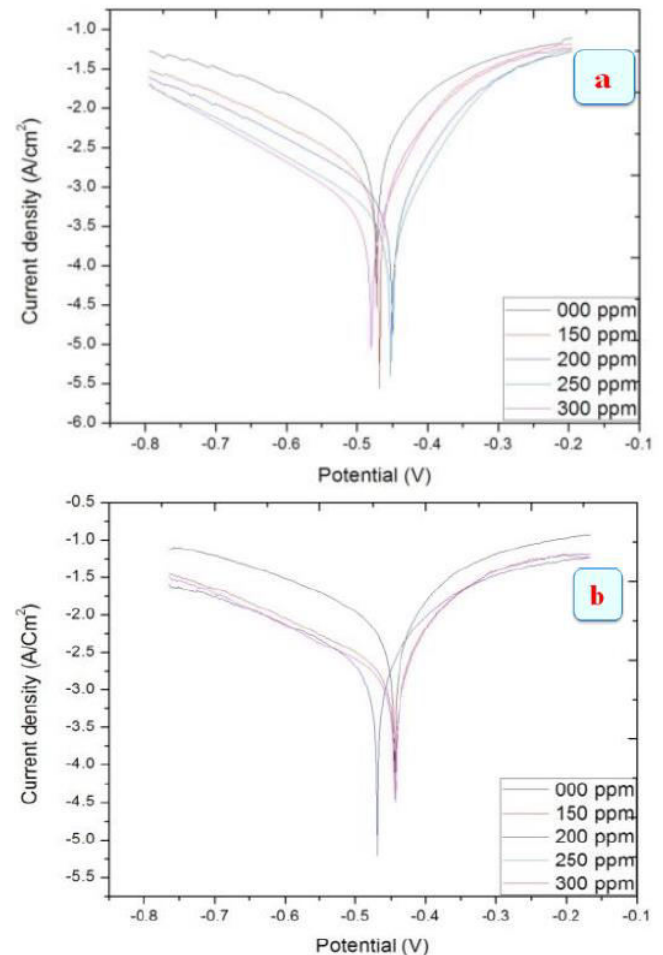 -1.0
-1.5
-2.0
-2.5
-3.0
-3.5
-4.0
-4.5
-5.0
-5.5
-6.0
Current density (A/cm²)
a
000 ppm
150 ppm
200 ppm
250 ppm
300 ppm
-0.8 -0.7 -0.6 -0.5 -0.4 -0.3 -0.2 -0.1
Potential (V)
-0.5
-1.0
-1.5
-2.0
-2.5
-3.0
-3.5
-4.0
-4.5
-5.0
-5.5
Current density (A/Cm²)
b
000 ppm
150 ppm
200 ppm
250 ppm
300 ppm
-0.8 -0.7 -0.6 -0.5 -0.4 -0.3 -0.2 -0.1
Potential (V)